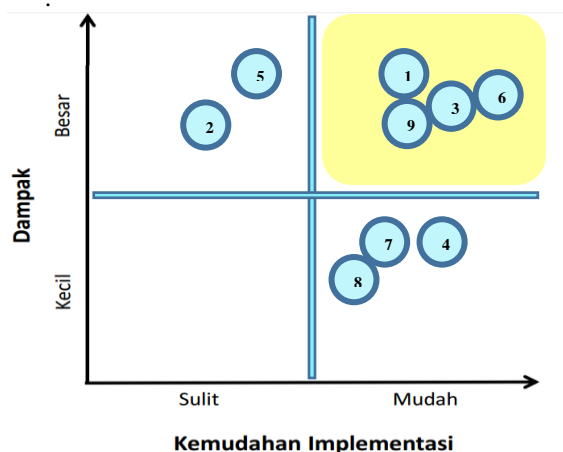 .
5
1
6
3
2
9
Besar
Dampak
7
4
8
Kecil
Sulit
Mudah
Kemudahan Implementasi